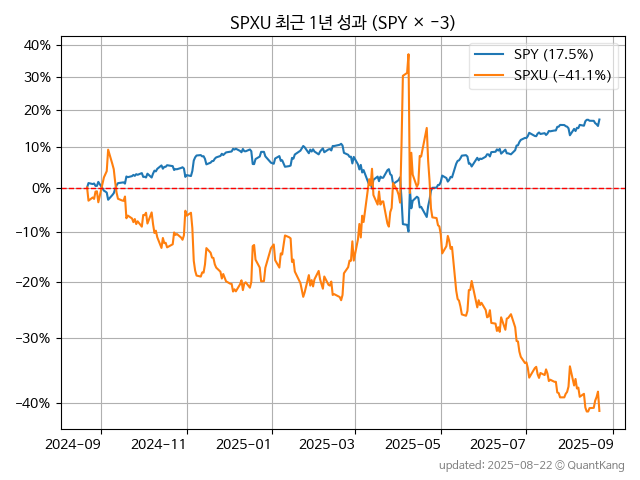 SPXU 최근 1년 성과 (SPY × -3)
SPY (17.5%)
SPXU (-41.1%)
40%
30%
20%
10%
0%
-10%
-20%
-30%
-40%
2024-09 2024-11 2025-01 2025-03 2025-05 2025-07 2025-09
updated: 2025-08-22 © QuantKang